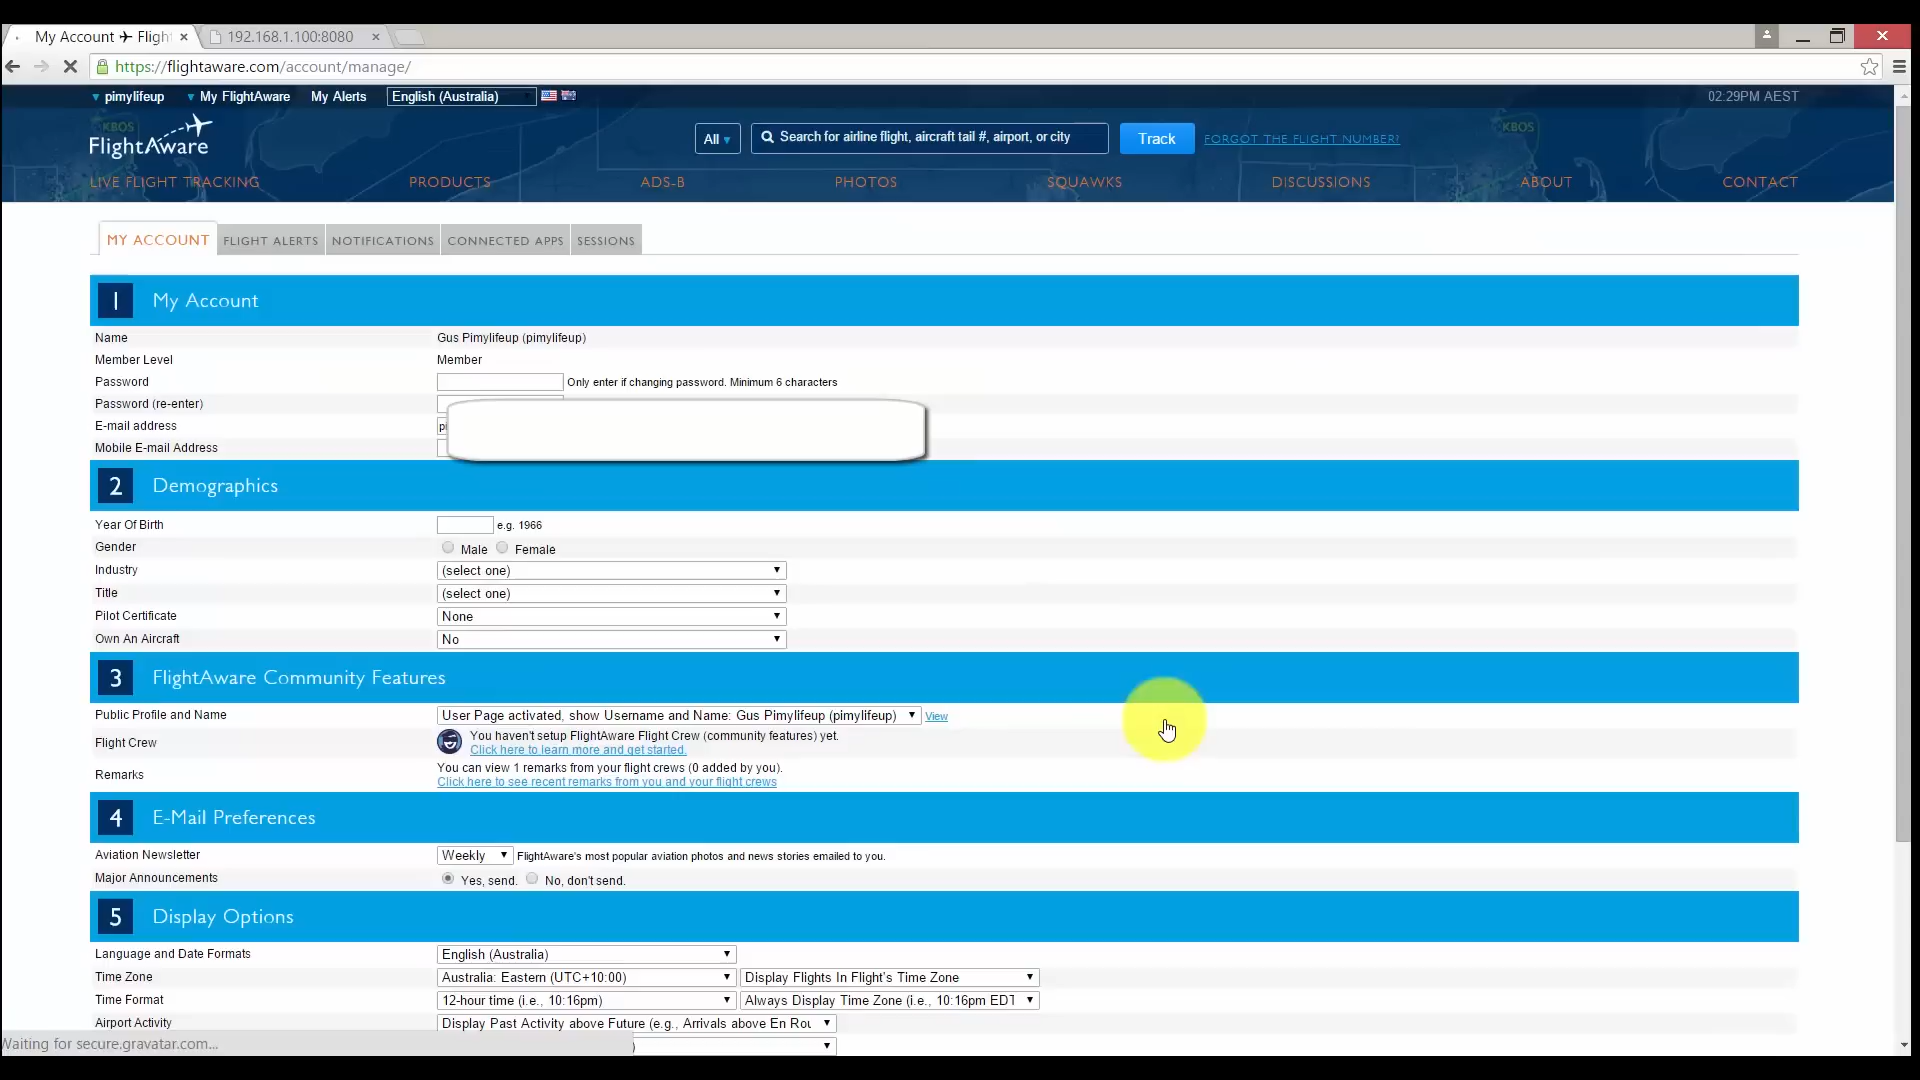 My Account ✈ Fligh
192.168.1.100:8080
https://flightaware.com/account/manage/
pimylifeup My FlightAware My Alerts English (Australia) 02:29PM AEST
KBOS
FlightAware
All Search for airline flight, aircraft tail #, airport, or city Track FORGOT THE FLIGHT NUMBER?
KBOS
LIVE FLIGHT TRACKING PRODUCTS ADS-B PHOTOS SQUAWKS DISCUSSIONS ABOUT CONTACT
MY ACCOUNT FLIGHT ALERTS NOTIFICATIONS CONNECTED APPS SESSIONS
1 My Account
Name Gus Pimylifeup (pimylifeup)
Member Level Member
Password Only enter if changing password. Minimum 6 characters
Password (re-enter)
E-mail address
Mobile E-mail Address
2 Demographics
Year Of Birth e.g. 1966
Gender Male Female
Industry (select one)
Title (select one)
Pilot Certificate None
Own An Aircraft No
3 FlightAware Community Features
Public Profile and Name User Page activated, show Username and Name: Gus Pimylifeup (pimylifeup) View
Flight Crew You haven't setup FlightAware Flight Crew (community features) yet.
Click here to learn more and get started.
Remarks You can view 1 remarks from your flight crews (0 added by you).
Click here to see recent remarks from you and your flight crews
4 E-Mail Preferences
Aviation Newsletter Weekly FlightAware's most popular aviation photos and news stories emailed to you.
Major Announcements Yes, send. No, don't send.
5 Display Options
Language and Date Formats English (Australia)
Time Zone Australia: Eastern (UTC+10:00) Display Flights In Flight's Time Zone
Time Format 12-hour time (i.e., 10:16pm) Always Display Time Zone (i.e., 10:16pm EDT
Airport Activity Display Past Activity above Future (e.g., Arrivals above En Rou
Waiting for secure.gravatar.com...